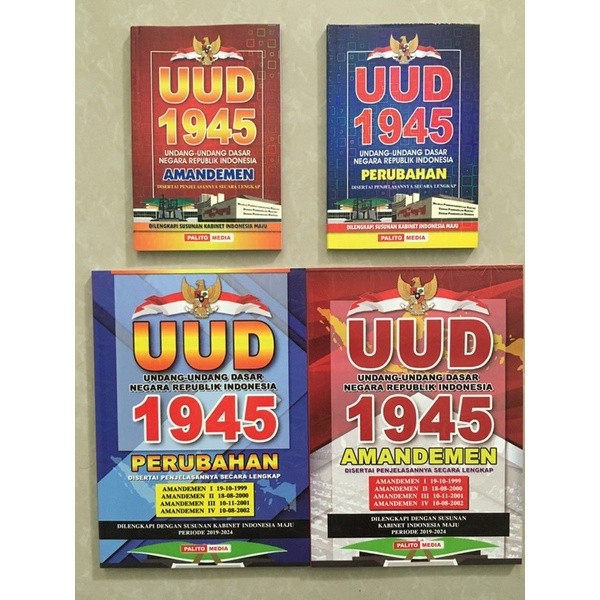 UUD
1945
UNDANG-UNDANG DASAR
NEGARA REPUBLIK INDONESIA
AMANDEMEN
DISERTAI PENJELASANNYA SECARA LENGKAP
DILENGKAPI SUSUNAN KABINET INDONESIA MAJU
PALITO MEDIA
UUD
1945
UNDANG-UNDANG DASAR
NEGARA REPUBLIK INDONESIA
PERUBAHAN
DISERTAI PENJELASANNYA SECARA LENGKAP
DILENGKAPI SUSUNAN KABINET INDONESIA MAJU
PALITO MEDIA
UUD
UNDANG-UNDANG DASAR
NEGARA REPUBLIK INDONESIA
1945
PERUBAHAN
DISERTAI PENJELASANNYA SECARA LENGKAP
AMANDEMEN I 19-10-1999
AMANDEMEN II 18-08-2000
AMANDEMEN III 10-11-2001
AMANDEMEN IV 10-08-2002
DILENGKAPI DENGAN SUSUNAN KABINET INDONESIA MAJU
PERIODE 2019-2024
PALITO MEDIA
UUD
UNDANG-UNDANG DASAR
NEGARA REPUBLIK INDONESIA
1945
AMANDEMEN
DISERTAI PENJELASANNYA SECARA LENGKAP
AMANDEMEN I 19-10-1999
AMANDEMEN II 18-08-2000
AMANDEMEN III 10-11-2001
AMANDEMEN IV 10-08-2002
DILENGKAPI DENGAN SUSUNAN
KABINET INDONESIA MAJU
PERIODE 2019-2024
PALITO MEDIA